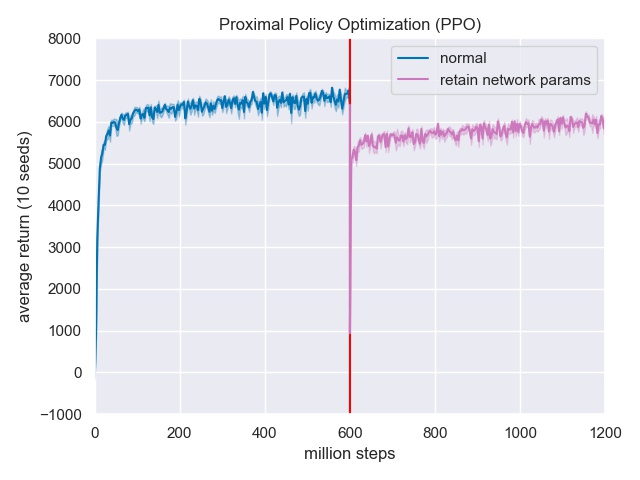 Proximal Policy Optimization (PPO)
8000
7000
6000
5000
4000
3000
2000
1000
0
−1000
average return (10 seeds)
normal
retain network params
0 200 400 600 800 1000 1200
million steps